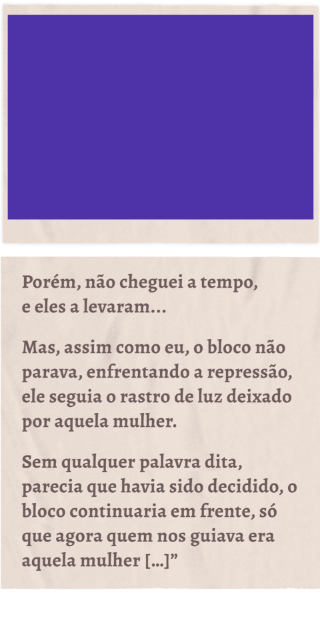 Porém, não cheguei a tempo,
e eles a levaram...
Mas, assim como eu, o bloco não
parava, enfrentando a repressão,
ele seguia o rastro de luz deixado
por aquela mulher.
Sem qualquer palavra dita,
parecia que havia sido decidido, o
bloco continuaria em frente, só
que agora quem nos guiava era
aquela mulher [...]”